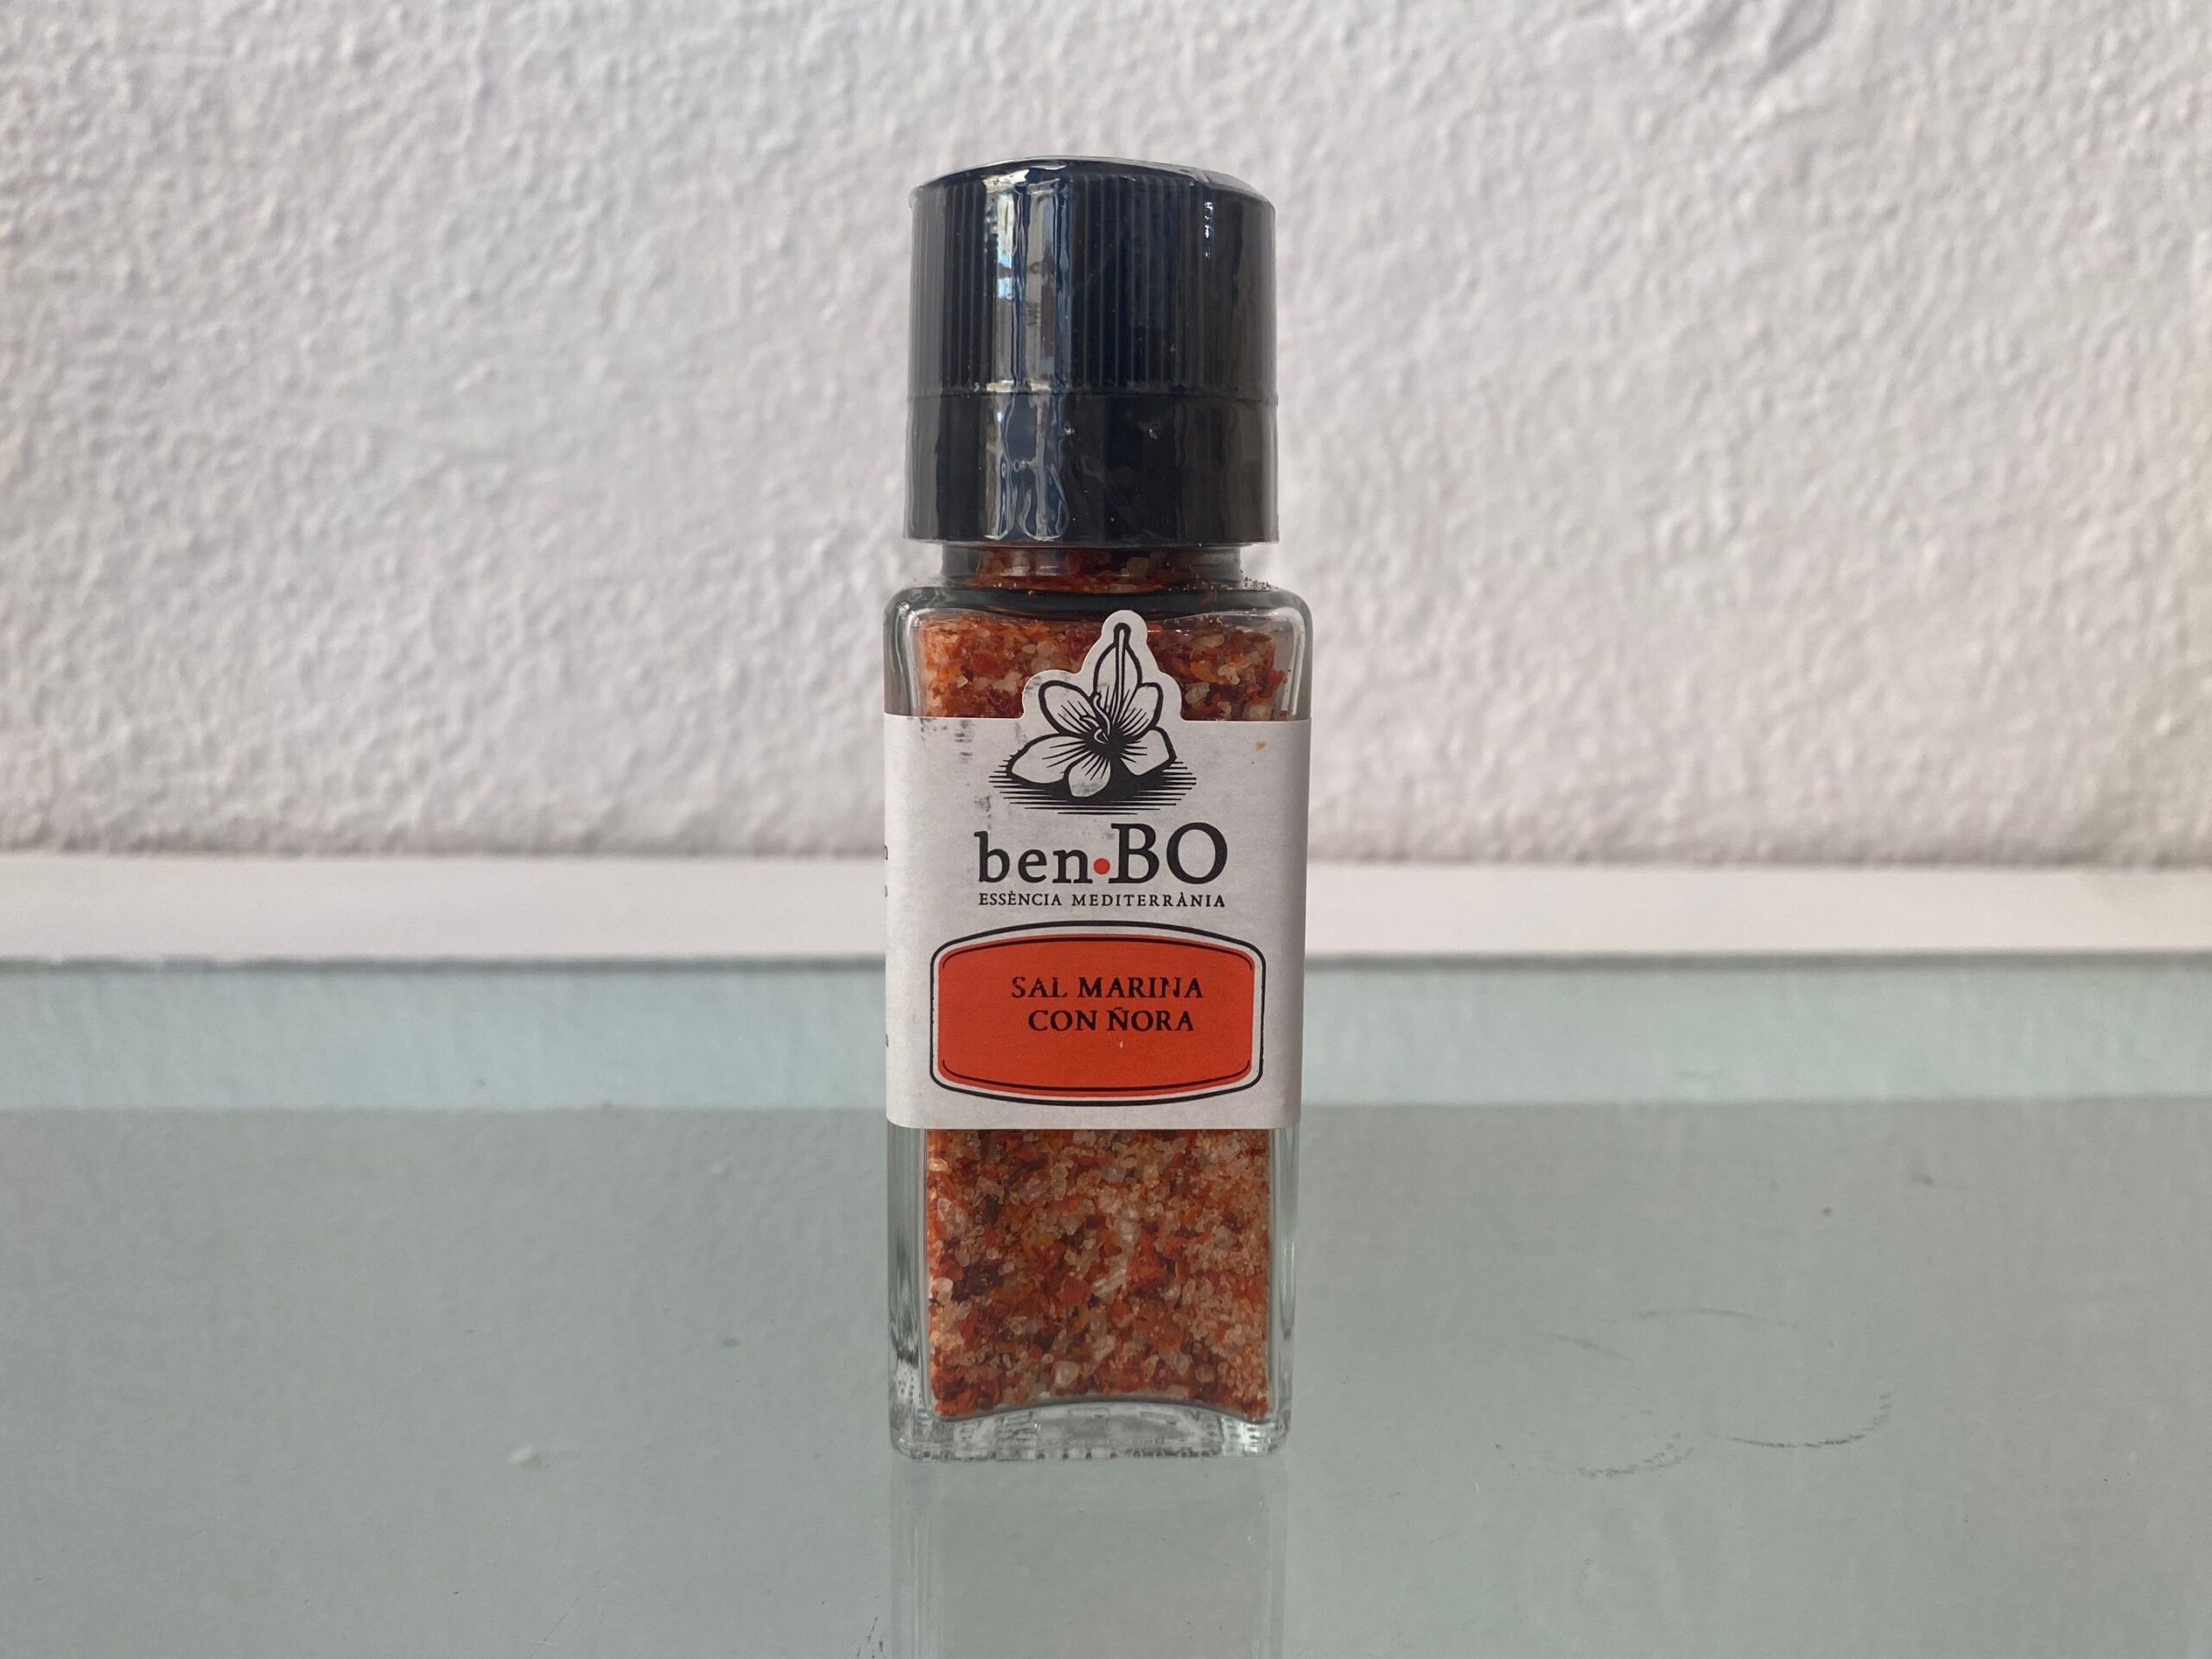 ben•BO
ESSÈNCIA MEDITERRÀNIA
SAL MARINA
CON ÑORA